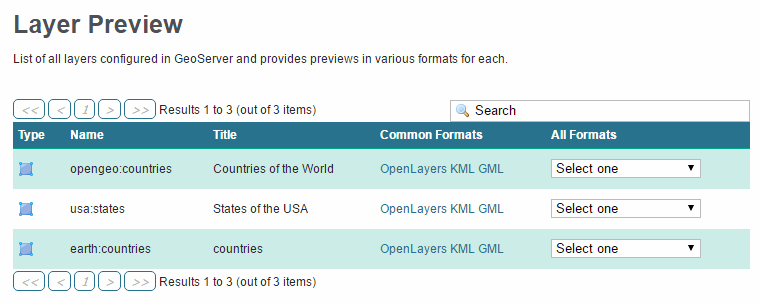 Layer Preview
List of all layers configured in GeoServer and provides previews in various formats for each.
<< < 1 > >> Results 1 to 3 (out of 3 items) Search
Type Name Title Common Formats All Formats
opengeo:countries Countries of the World OpenLayers KML GML Select one
usa:states States of the USA OpenLayers KML GML Select one
earth:countries countries OpenLayers KML GML Select one
<< < 1 > >> Results 1 to 3 (out of 3 items)